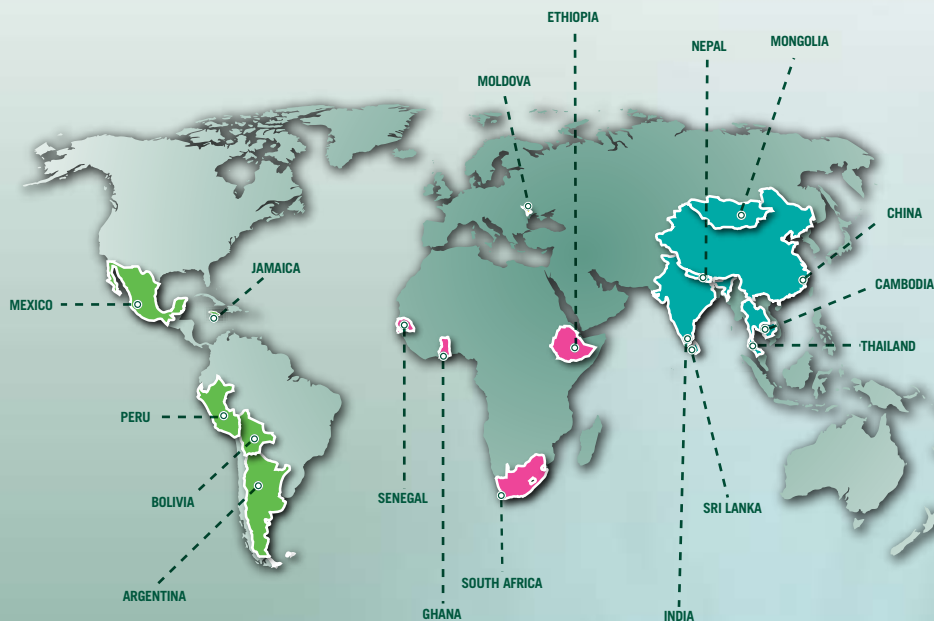 ETHIOPIA
NEPAL
MONGOLIA
MOLDOVA
CHINA
JAMAICA
CAMBODIA
MEXICO
THAILAND
PERU
SENEGAL
BOLIVIA
SRI LANKA
SOUTH AFRICA
ARGENTINA
GHANA
INDIA